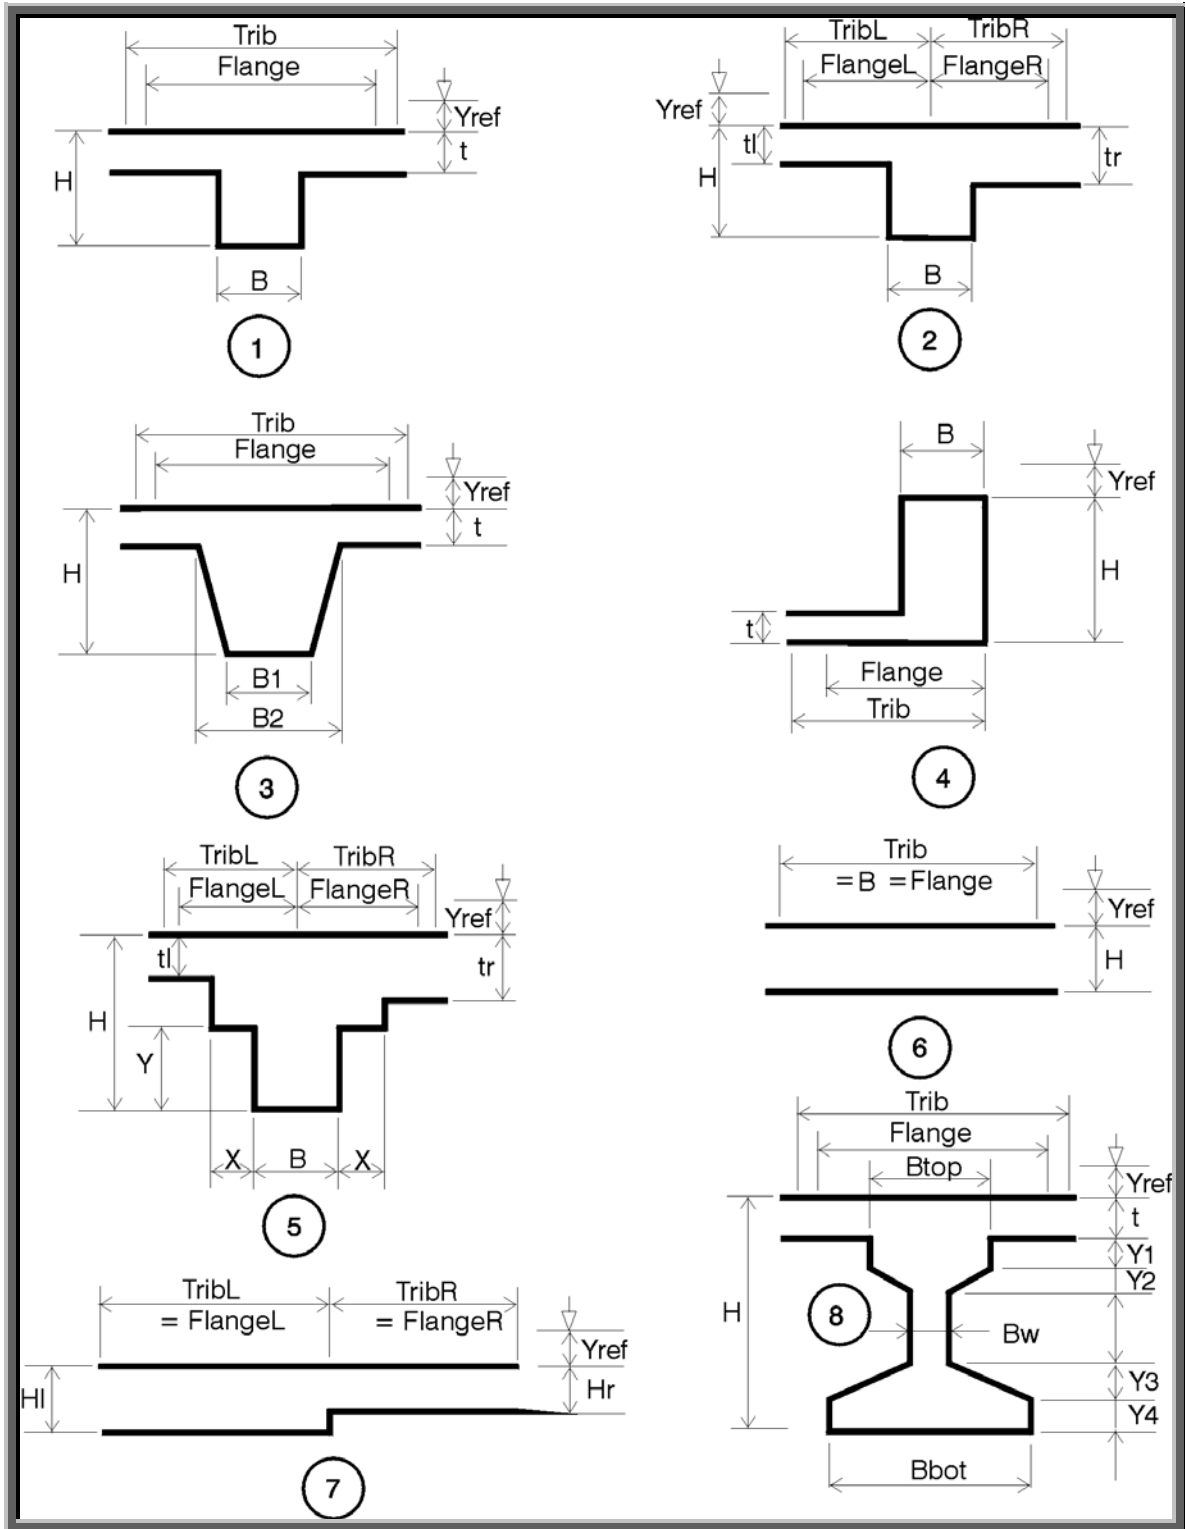 Trib
Flange
Yref
t
H
B
1
TribL TribR
FlangeL FlangeR
Yref
tl
tr
H
B
2
Trib
Flange
Yref
t
H
B1
B2
3
B
Yref
H
t
Flange
Trib
4
TribL TribR
FlangeL FlangeR
Yref
tl
tr
H
Y
X B X
5
Trib
=B =Flange
Yref
H
6
TribL TribR
= FlangeL = FlangeR
Yref
Hl
Hr
7
Trib
Flange
Btop
Yref
t
Y1
Y2
H
8
Bw
Y3
Y4
Bbot